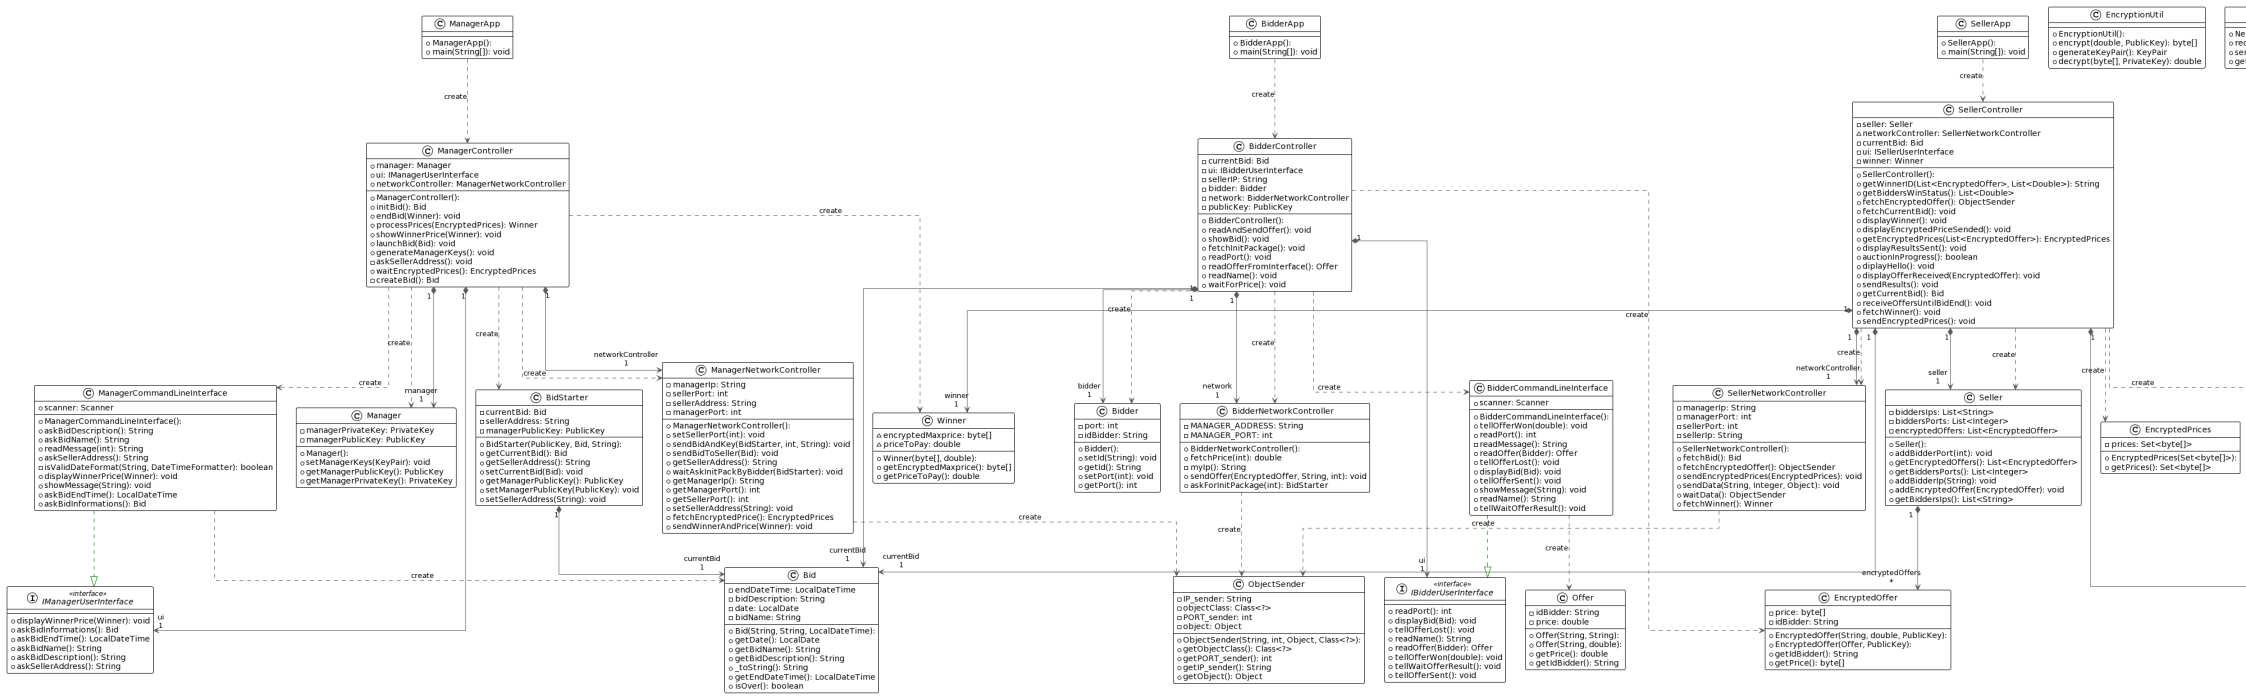 C ManagerApp
ManagerApp():
main(String[]): void
C BidderApp
BidderApp():
main(String[]): void
C SellerApp
SellerApp():
main(String[]): void
C EncryptionUtil
EncryptionUtil():
encrypt(double, PublicKey): byte[]
generateKeyPair(): KeyPair
decrypt(byte[], PrivateKey): double
create
create
create
C ManagerController
manager: Manager
ui: IManagerUserInterface
networkController: ManagerNetworkController
ManagerController():
initBid(): Bid
endBid(Winner): void
processPrices(EncryptedPrices): Winner
showWinnerPrice(Winner): void
launchBid(Bid): void
generateManagerKeys(): void
askSellerAddress(): void
waitEncryptedPrices(): EncryptedPrices
createBid(): Bid
C BidderController
currentBid: Bid
ui: IBidderUserInterface
sellerIP: String
bidder: Bidder
network: BidderNetworkController
publicKey: PublicKey
BidderController():
readAndSendOffer(): void
showBid(): void
fetchInitPackage(): void
readPort(): void
readOfferFromInterface(): Offer
readName(): void
waitForPrice(): void
C SellerController
seller: Seller
networkController: SellerNetworkController
currentBid: Bid
ui: ISellerUserInterface
winner: Winner
SellerController():
getWinnerID(List<EncryptedOffer>, List<Double>): String
getBiddersWinStatus(): List<Double>
fetchEncryptedOffer(): ObjectSender
fetchCurrentBid(): void
displayWinner(): void
displayEncryptedPriceSended(): void
getEncryptedPrices(List<EncryptedOffer>): EncryptedPrices
displayResultsSent(): void
auctionInProgress(): boolean
diplayHello(): void
displayOfferReceived(EncryptedOffer): void
sendResults(): void
getCurrentBid(): Bid
receiveOffersUntilBidEnd(): void
fetchWinner(): void
sendEncryptedPrices(): void
create
create
create
create
manager
1
create
create
networkController
1
create
winner
1
create
bidder
1
create
network
1
create
create
create
networkController
1
create
seller
1
create
create
C ManagerCommandLineInterface
scanner: Scanner
ManagerCommandLineInterface():
askBidDescription(): String
askBidName(): String
readMessage(int): String
askSellerAddress(): String
isValidDateFormat(String, DateTimeFormatter): boolean
displayWinnerPrice(Winner): void
showMessage(String): void
askBidEndTime(): LocalDateTime
askBidInformations(): Bid
C Manager
managerPrivateKey: PrivateKey
managerPublicKey: PublicKey
Manager():
setManagerKeys(KeyPair): void
getManagerPublicKey(): PublicKey
getManagerPrivateKey(): PrivateKey
C BidStarter
currentBid: Bid
sellerAddress: String
managerPublicKey: PublicKey
BidStarter(PublicKey, Bid, String):
getCurrentBid(): Bid
getSellerAddress(): String
setCurrentBid(Bid): void
getManagerPublicKey(): PublicKey
setManagerPublicKey(PublicKey): void
setSellerAddress(String): void
C ManagerNetworkController
managerIp: String
sellerPort: int
sellerAddress: String
managerPort: int
ManagerNetworkController():
setSellerPort(int): void
sendBidAndKey(BidStarter, int, String): void
sendBidToSeller(Bid): void
getSellerAddress(): String
waitAskInitPackByBidder(BidStarter): void
getManagerIp(): String
getManagerPort(): int
getSellerPort(): int
setSellerAddress(String): void
fetchEncryptedPrice(): EncryptedPrices
sendWinnerAndPrice(Winner): void
C Winner
encryptedMaxprice: byte[]
priceToPay: double
Winner(byte[], double):
getEncryptedMaxprice(): byte[]
getPriceToPay(): double
C Bidder
port: int
idBidder: String
Bidder():
setId(String): void
getId(): String
setPort(int): void
getPort(): int
C BidderNetworkController
MANAGER_ADDRESS: String
MANAGER_PORT: int
BidderNetworkController():
fetchPrice(int): double
myIp(): String
sendOffer(EncryptedOffer, String, int): void
askForInitPackage(int): BidStarter
C BidderCommandLineInterface
scanner: Scanner
BidderCommandLineInterface():
tellOfferWon(double): void
readPort(): int
readMessage(): String
readOffer(Bidder): Offer
tellOfferLost(): void
displayBid(Bid): void
tellOfferSent(): void
showMessage(String): void
readName(): String
tellWaitOfferResult(): void
C SellerNetworkController
managerIp: String
managerPort: int
sellerPort: int
sellerIp: String
SellerNetworkController():
fetchBid(): Bid
fetchEncryptedOffer(): ObjectSender
sendEncryptedPrices(EncryptedPrices): void
sendData(String, Integer, Object): void
waitData(): ObjectSender
fetchWinner(): Winner
C Seller
biddersIps: List<String>
biddersPorts: List<Integer>
encryptedOffers: List<EncryptedOffer>
Seller():
addBidderPort(int): void
getEncryptedOffers(): List<EncryptedOffer>
getBiddersPorts(): List<Integer>
addBidderIp(String): void
addEncryptedOffer(EncryptedOffer): void
getBiddersIps(): List<String>
C EncryptedPrices
prices: Set<byte[]>
EncryptedPrices(Set<byte[]>):
getPrices(): Set<byte[]>
create
currentBid
1
currentBid
1
currentBid
1
create
create
create
create
ui
1
create
encryptedOffers
*
ui
1
I «interface»
IManagerUserInterface
displayWinnerPrice(Winner): void
askBidInformations(): Bid
askBidEndTime(): LocalDateTime
askBidName(): String
askBidDescription(): String
askSellerAddress(): String
C Bid
endDateTime: LocalDateTime
bidDescription: String
date: LocalDate
bidName: String
Bid(String, String, LocalDateTime):
getDate(): LocalDate
getBidName(): String
getBidDescription(): String
_toString(): String
getEndDateTime(): LocalDateTime
isOver(): boolean
C ObjectSender
IP_sender: String
objectClass: Class<?>
PORT_sender: int
object: Object
ObjectSender(String, int, Object, Class<?>):
getObjectClass(): Class<?>
getPORT_sender(): int
getIP_sender(): String
getObject(): Object
I «interface»
IBidderUserInterface
readPort(): int
displayBid(Bid): void
tellOfferLost(): void
readName(): String
readOffer(Bidder): Offer
tellOfferWon(double): void
tellWaitOfferResult(): void
tellOfferSent(): void
C Offer
idBidder: String
price: double
Offer(String, String):
Offer(String, double):
getPrice(): double
getIdBidder(): String
C EncryptedOffer
price: byte[]
idBidder: String
EncryptedOffer(String, double, PublicKey):
EncryptedOffer(Offer, PublicKey):
getIdBidder(): String
getPrice(): byte[]